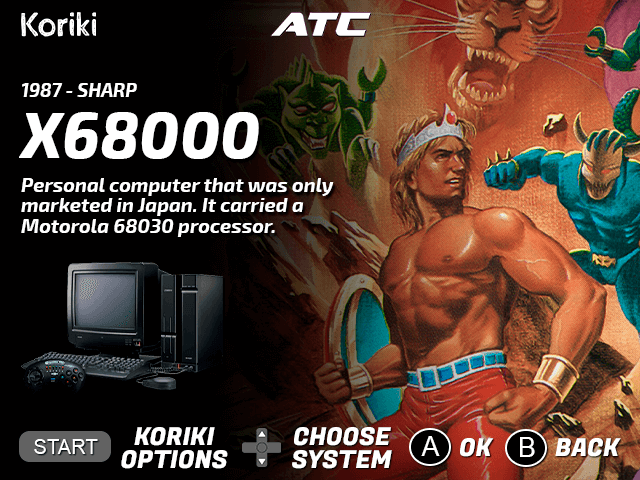 Koriki
ATC
1987 - SHARP
X68000
Personal computer that was only
marketed in Japan. It carried a
Motorola 68030 processor.
START
KORIKI
OPTIONS
CHOOSE
SYSTEM
A OK
B BACK